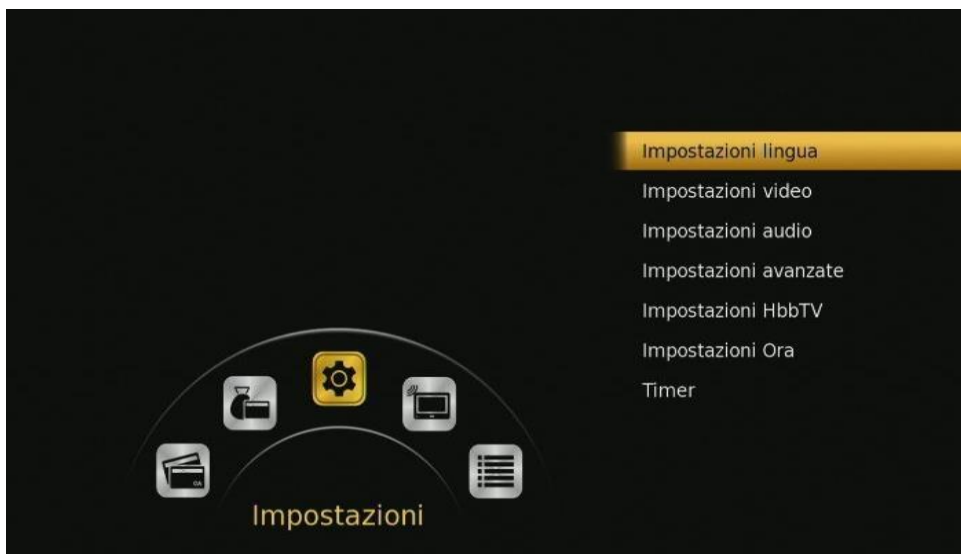 Impostazioni lingua
Impostazioni video
Impostazioni audio
Impostazioni avanzate
Impostazioni HbbTV
Impostazioni Ora
Timer
Impostazioni